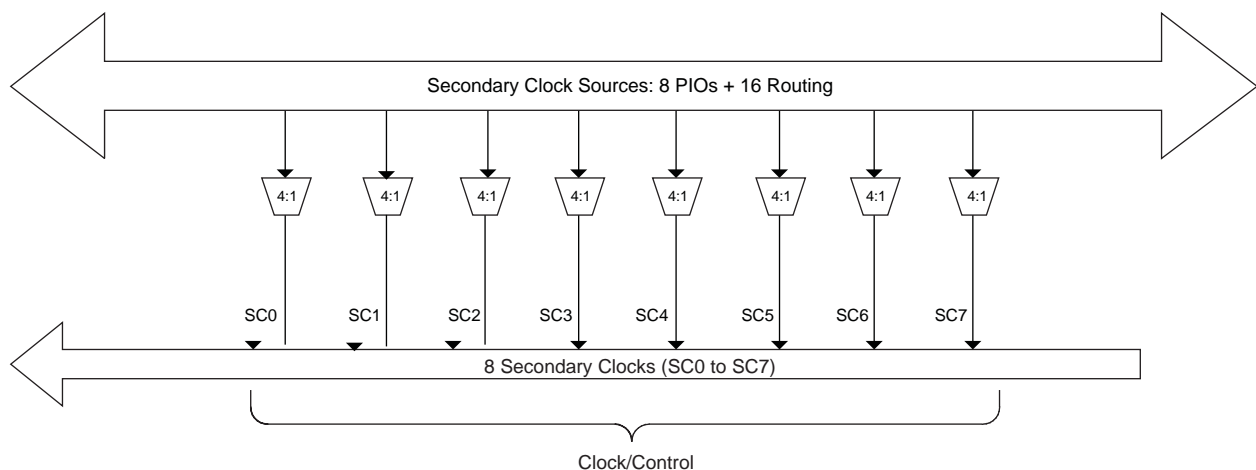 Secondary Clock Sources: 8 PIOs + 16 Routing
4:1 4:1 4:1 4:1 4:1 4:1 4:1 4:1
SC0 SC1 SC2 SC3 SC4 SC5 SC6 SC7
8 Secondary Clocks (SC0 to SC7)
Clock/Control